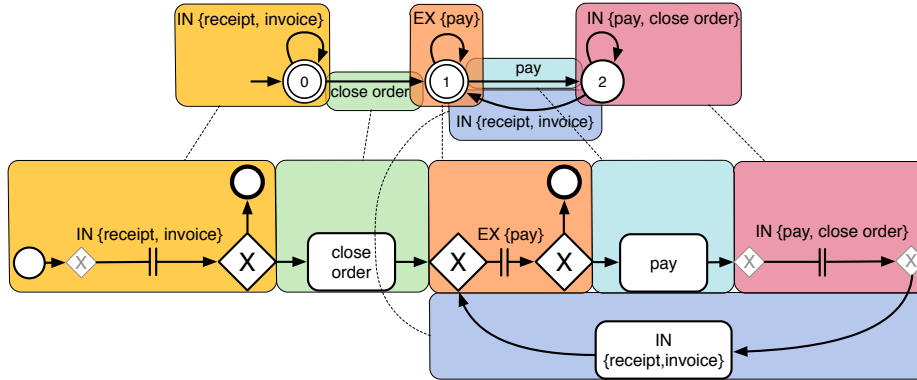 IN {receipt, invoice}
EX {pay}
IN {pay, close order}
0
1
2
pay
close order
IN {receipt, invoice}
IN {receipt, invoice}
X
X
close
order
X
EX {pay}
X
pay
X
IN {pay, close order}
X
IN
{receipt,invoice}